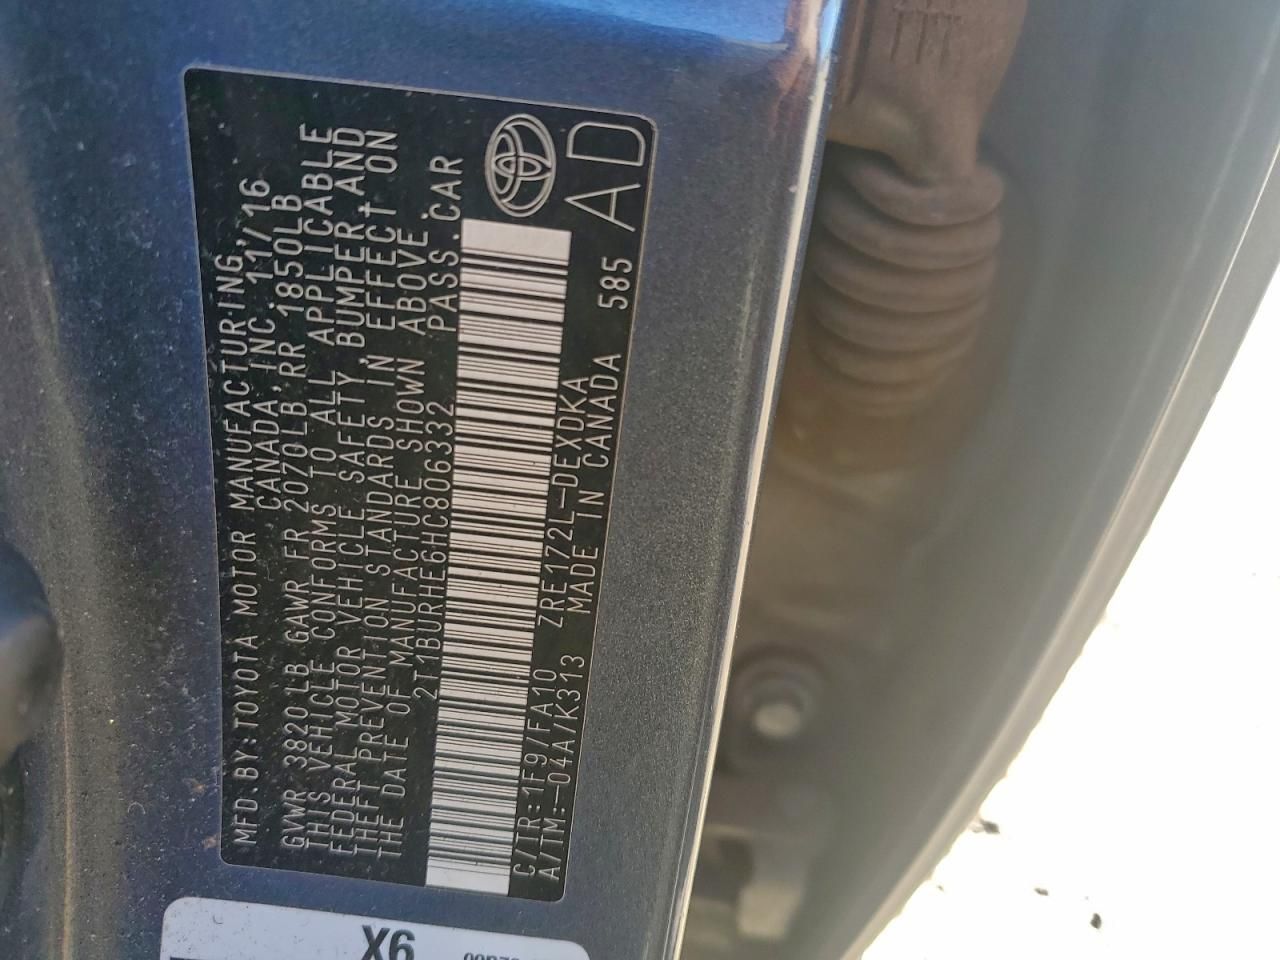 MFD.BY:TOYOTA MOTOR MANUFACTURING,
CANADA, INC. 11/16
GVWR 3820LB GAWR FR 2070LB, RR 1850LB
THIS VEHICLE CONFORMS TO ALL APPLICABLE
FEDERAL MOTOR VEHICLE SAFETY, BUMPER, AND
THEFT PREVENTION STANDARDS IN EFFECT ON
THE DATE OF MANUFACTURE SHOWN ABOVE.
2T1BURHE6HC806332 PASS.CAR
C/TR:1F9/FA10 ZRE172L-DEXDKA
A/TM:-04A/K313 MADE IN CANADA 585
AD
X6